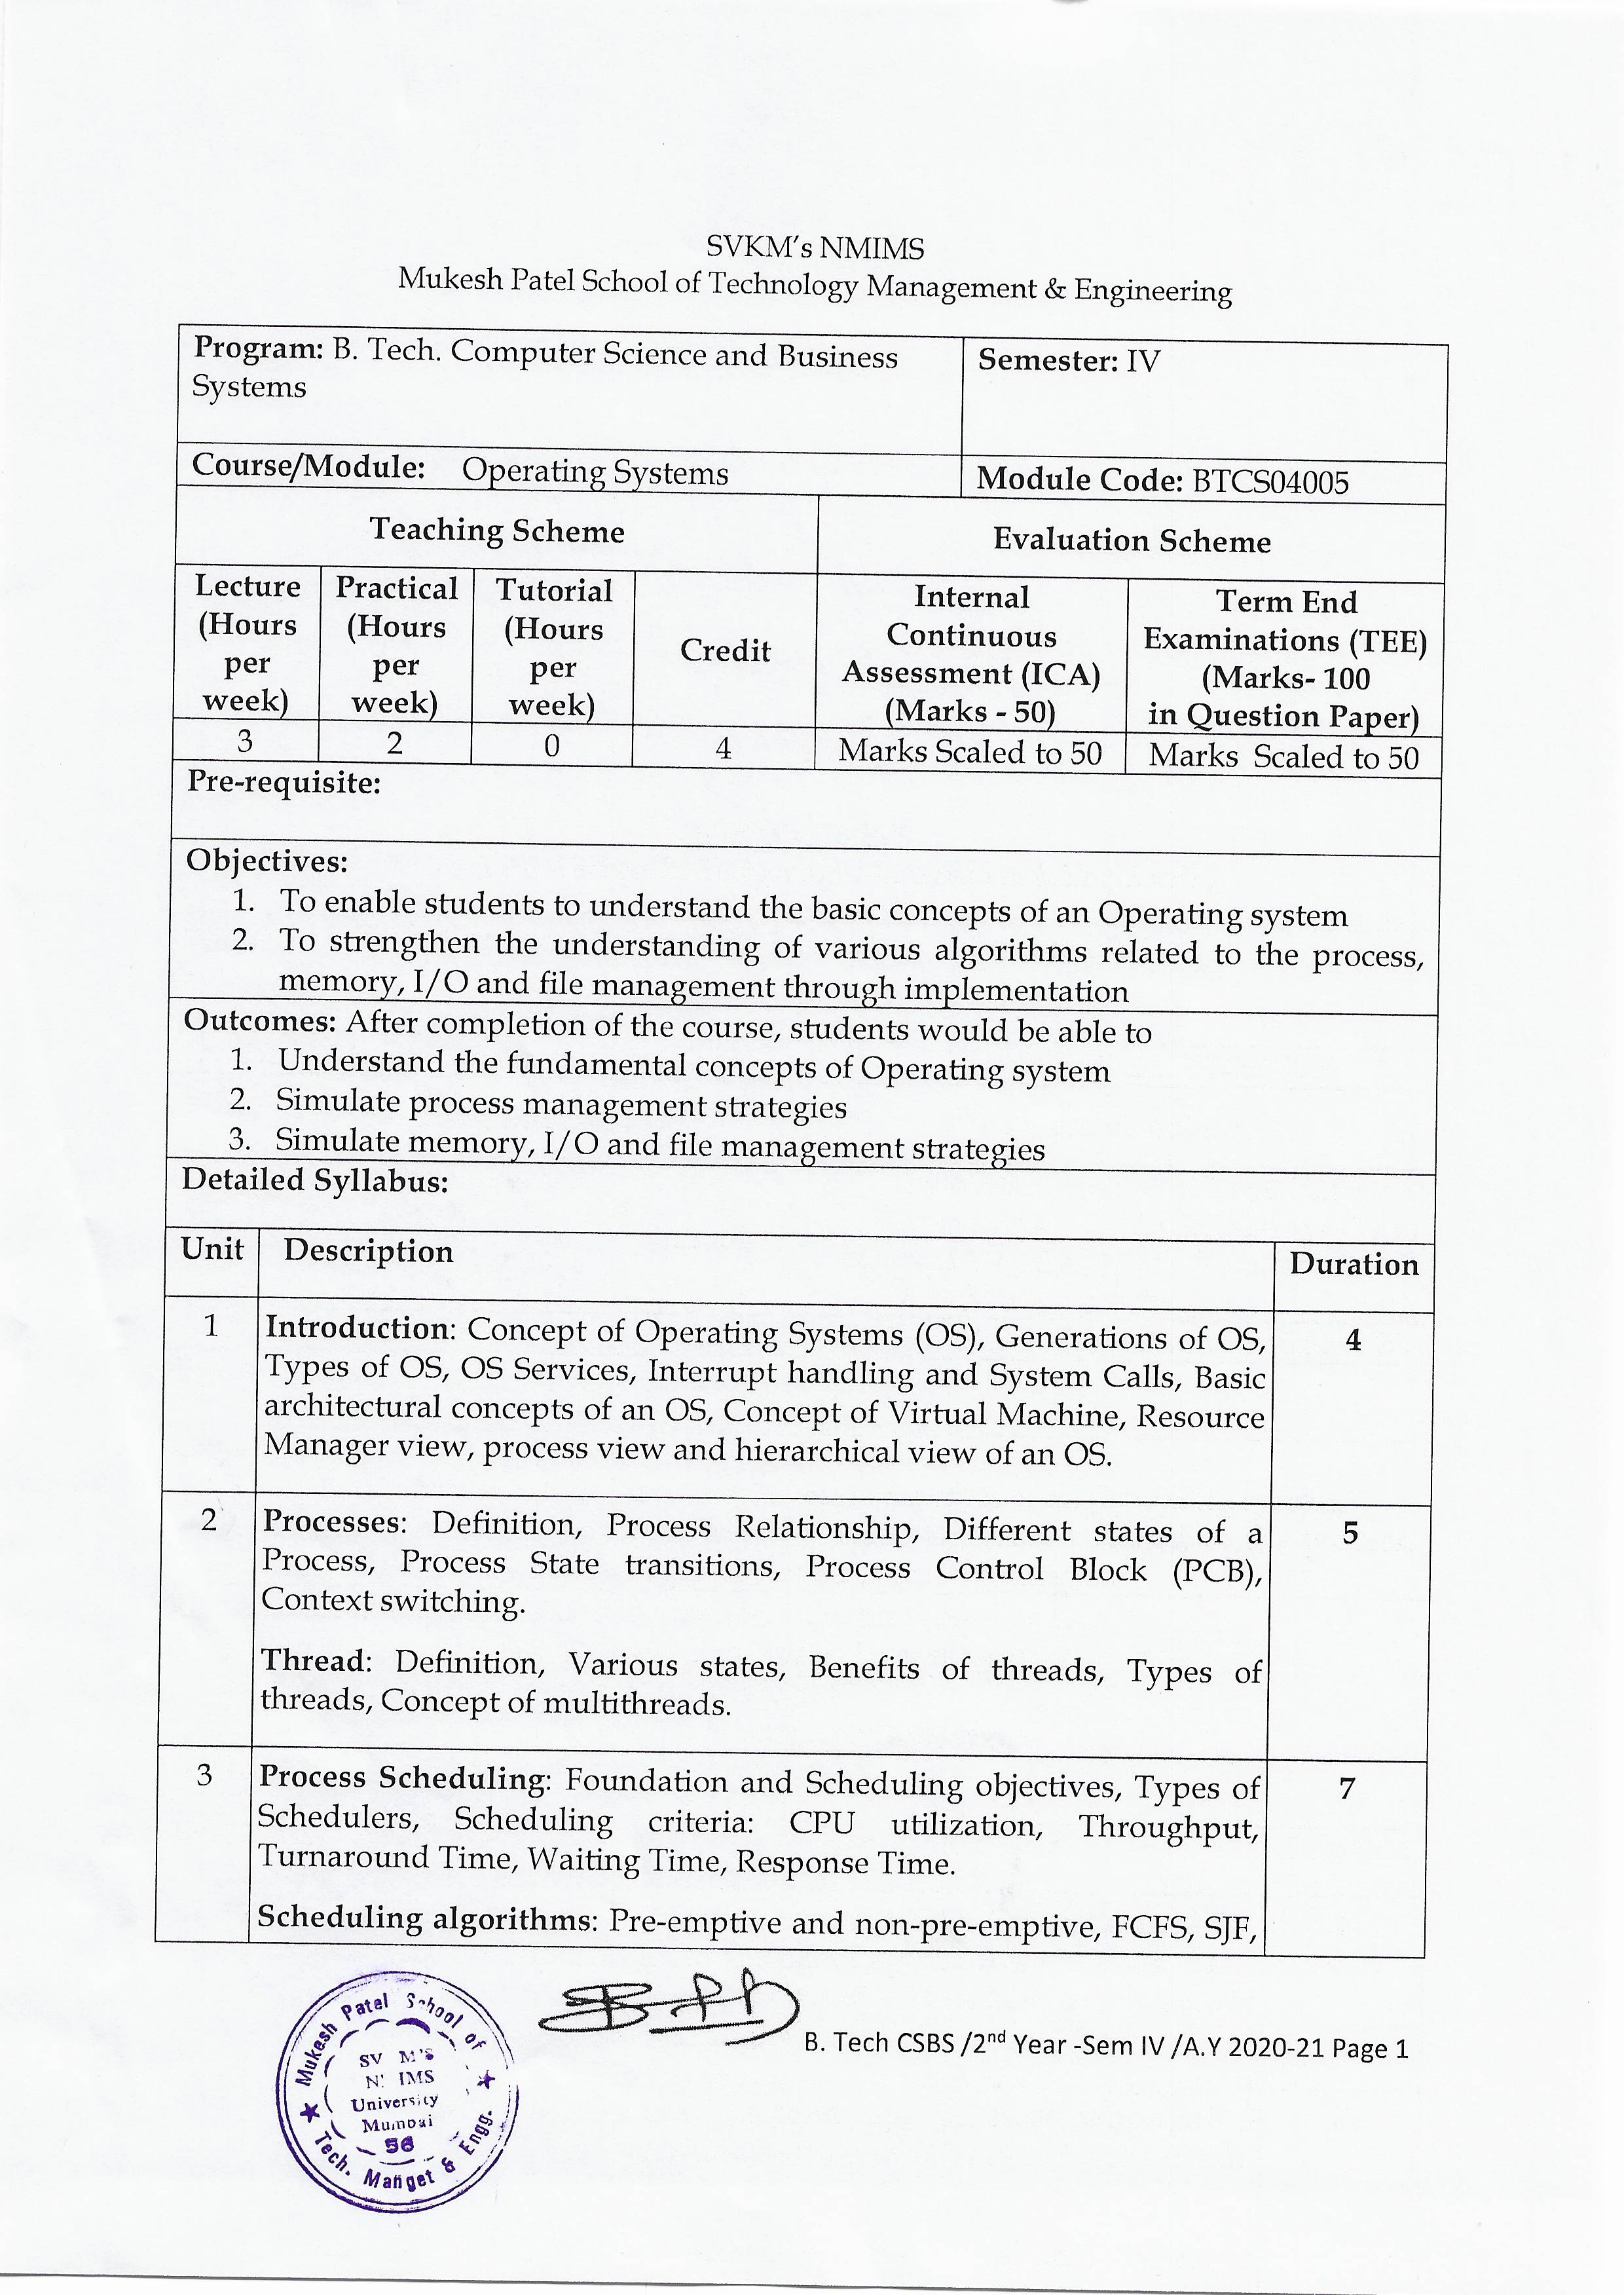 SVKM's NMIMS
Mukesh Patel School of Technology Management & Engineering
Program: B. Tech. Computer Science and Business
Systems
Semester: IV
Course/Module: Operating Systems
Module Code: BTCS04005
Teaching Scheme
Evaluation Scheme
Lecture
(Hours
per
week)
Practical
(Hours
per
week)
Tutorial
(Hours
per
week)
Credit
Internal
Continuous
Assessment (ICA)
(Marks - 50)
Term End
Examinations (TEE)
(Marks- 100
in Question Paper)
3
2
0
4
Marks Scaled to 50
Marks Scaled to 50
Pre-requisite:
Objectives:
1. To enable students to understand the basic concepts of an Operating system
2. To strengthen the understanding of various algorithms related to the process,
memory, I/O and file management through implementation
Outcomes: After completion of the course, students would be able to
1. Understand the fundamental concepts of Operating system
2. Simulate process management strategies
3. Simulate memory, I/O and file management strategies
Detailed Syllabus:
Unit
Description
Duration
1
Introduction: Concept of Operating Systems (OS), Generations of OS,
Types of OS, OS Services, Interrupt handling and System Calls, Basic
architectural concepts of an OS, Concept of Virtual Machine, Resource
Manager view, process view and hierarchical view of an OS.
4
2
Processes: Definition, Process Relationship, Different states of a
Process, Process State transitions, Process Control Block (PCB),
Context switching.
Thread: Definition, Various states, Benefits of threads, Types of
threads, Concept of multithreads.
5
3
Process Scheduling: Foundation and Scheduling objectives, Types of
Schedulers, Scheduling criteria: CPU utilization, Throughput,
Turnaround Time, Waiting Time, Response Time.
Scheduling algorithms: Pre-emptive and non-pre-emptive, FCFS, SJF,
7
Mukesh Patel School of
Tech. Manget & Engg.
University
Mumbai
56
B. Tech CSBS /2nd Year -Sem IV /A.Y 2020-21 Page 1